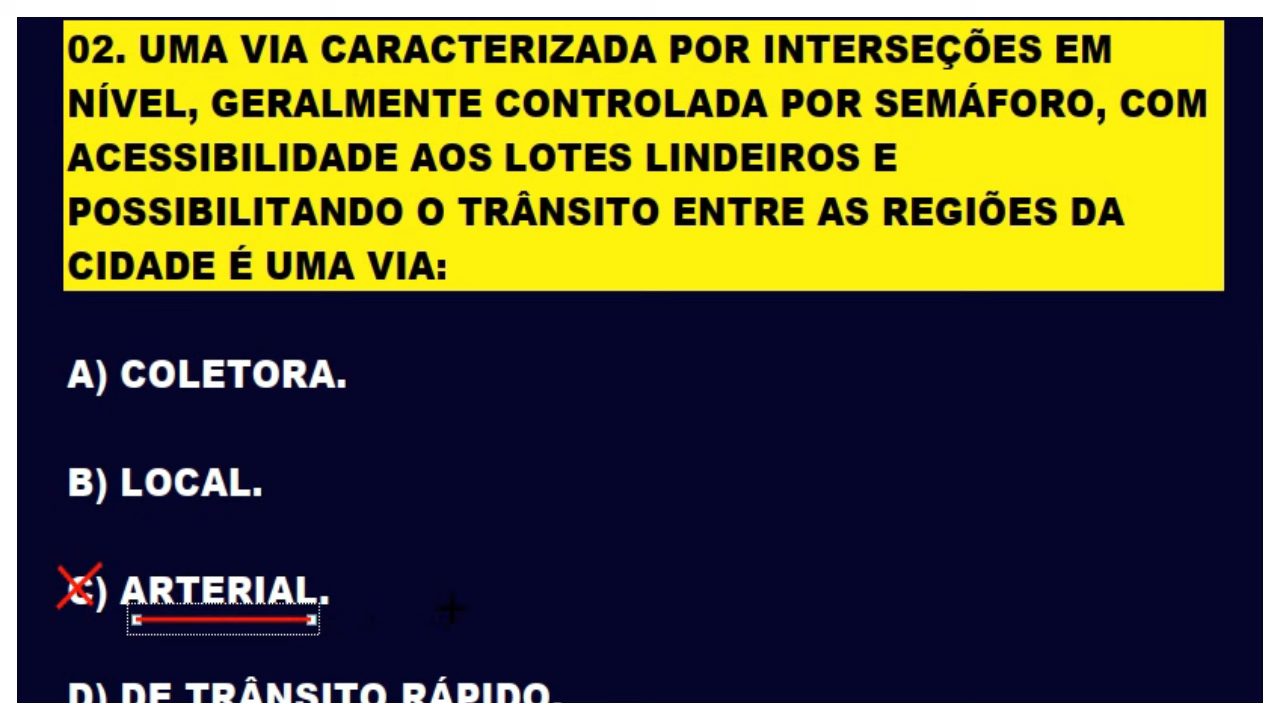 02. UMA VIA CARACTERIZADA POR INTERSEÇÕES EM
NÍVEL, GERALMENTE CONTROLADA POR SEMÁFORO, COM
ACESSIBILIDADE AOS LOTES LINDEIROS E
POSSIBILITANDO O TRÂNSITO ENTRE AS REGIÕES DA
CIDADE É UMA VIA:
A) COLETORA.
B) LOCAL.
C) ARTERIAL.
D) DE TRÂNSITO RÁPIDO.